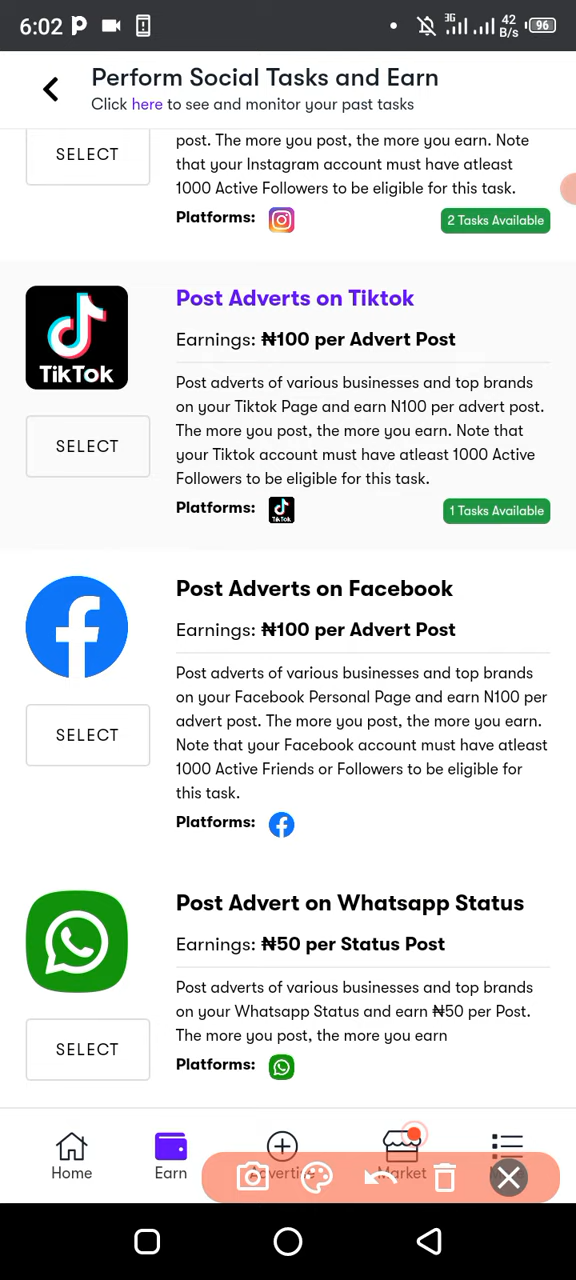 6:02
3G
42
B/s
96
Perform Social Tasks and Earn
Click here to see and monitor your past tasks
SELECT
post. The more you post, the more you earn. Note
that your Instagram account must have atleast
1000 Active Followers to be eligible for this task.
Platforms:
2 Tasks Available
TikTok
Post Adverts on Tiktok
Earnings: ₦100 per Advert Post
SELECT
Post adverts of various businesses and top brands
on your Tiktok Page and earn N100 per advert post.
The more you post, the more you earn. Note that
your Tiktok account must have atleast 1000 Active
Followers to be eligible for this task.
Platforms:
TikTok
1 Tasks Available
Post Adverts on Facebook
Earnings: ₦100 per Advert Post
SELECT
Post adverts of various businesses and top brands
on your Facebook Personal Page and earn N100 per
advert post. The more you post, the more you earn.
Note that your Facebook account must have atleast
1000 Active Friends or Followers to be eligible for
this task.
Platforms:
Post Advert on Whatsapp Status
Earnings: ₦50 per Status Post
SELECT
Post adverts of various businesses and top brands
on your Whatsapp Status and earn ₦50 per Post.
The more you post, the more you earn
Platforms:
Home
Earn
Advertise
Market